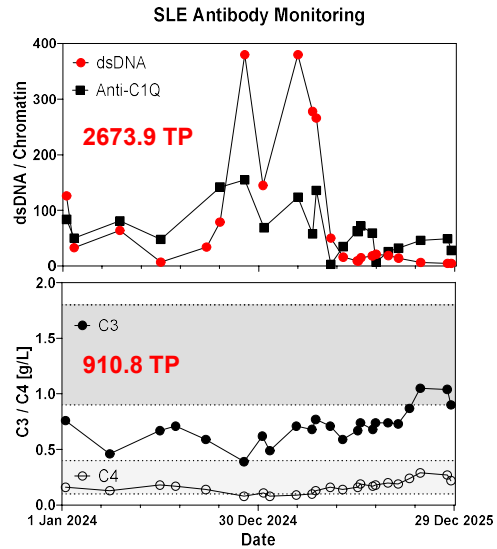 SLE Antibody Monitoring
400
300
200
100
0
dsDNA / Chromatin
dsDNA
Anti-C1Q
2673.9 TP
2.0
1.5
1.0
0.5
0.0
C3 / C4 [g/L]
C3
910.8 TP
C4
1 Jan 2024
30 Dec 2024
29 Dec 2025
Date